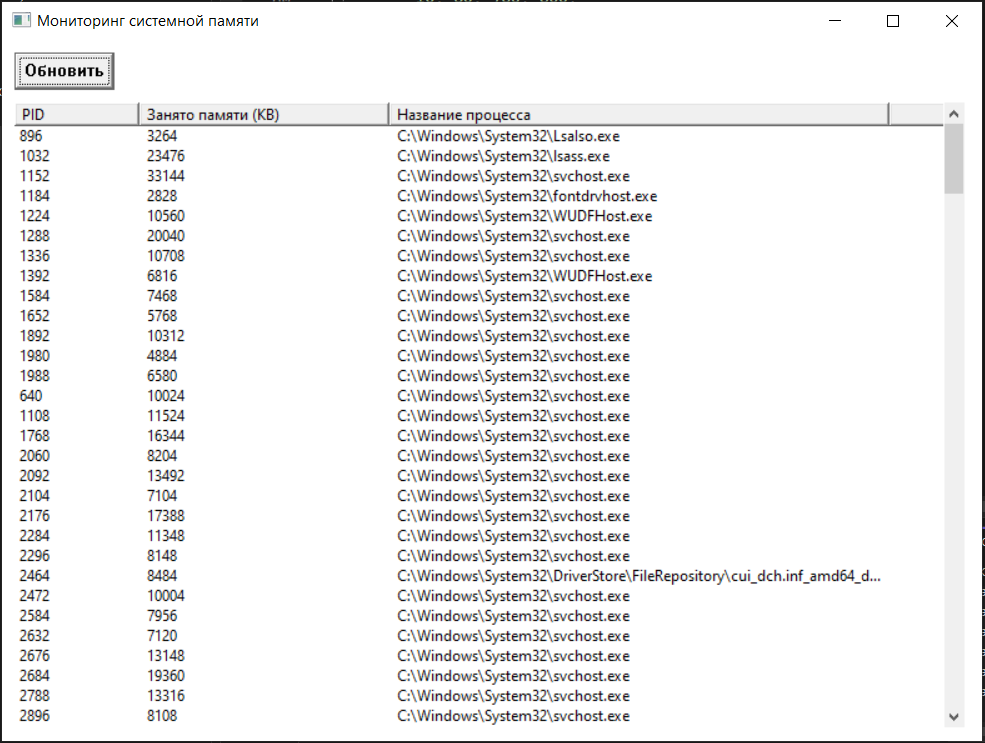 Мониторинг системной памяти
Обновить
PID Занято памяти (КВ) Название процесса
896 3264 C:\Windows\System32\LsaIso.exe
1032 23476 C:\Windows\System32\lsass.exe
1152 33144 C:\Windows\System32\svchost.exe
1184 2828 C:\Windows\System32\fontdrvhost.exe
1224 10560 C:\Windows\System32\WUDFHost.exe
1288 20040 C:\Windows\System32\svchost.exe
1336 10708 C:\Windows\System32\svchost.exe
1392 6816 C:\Windows\System32\WUDFHost.exe
1584 7468 C:\Windows\System32\svchost.exe
1652 5768 C:\Windows\System32\svchost.exe
1892 10312 C:\Windows\System32\svchost.exe
1980 4884 C:\Windows\System32\svchost.exe
1988 6580 C:\Windows\System32\svchost.exe
640 10024 C:\Windows\System32\svchost.exe
1108 11524 C:\Windows\System32\svchost.exe
1768 16344 C:\Windows\System32\svchost.exe
2060 8204 C:\Windows\System32\svchost.exe
2092 13492 C:\Windows\System32\svchost.exe
2104 7104 C:\Windows\System32\svchost.exe
2176 17388 C:\Windows\System32\svchost.exe
2284 11348 C:\Windows\System32\svchost.exe
2296 8148 C:\Windows\System32\svchost.exe
2464 8484 C:\Windows\System32\DriverStore\FileRepository\cui_dch.inf_amd64_d...
2472 10004 C:\Windows\System32\svchost.exe
2584 7956 C:\Windows\System32\svchost.exe
2632 7120 C:\Windows\System32\svchost.exe
2676 13148 C:\Windows\System32\svchost.exe
2684 19360 C:\Windows\System32\svchost.exe
2788 13316 C:\Windows\System32\svchost.exe
2896 8108 C:\Windows\System32\svchost.exe